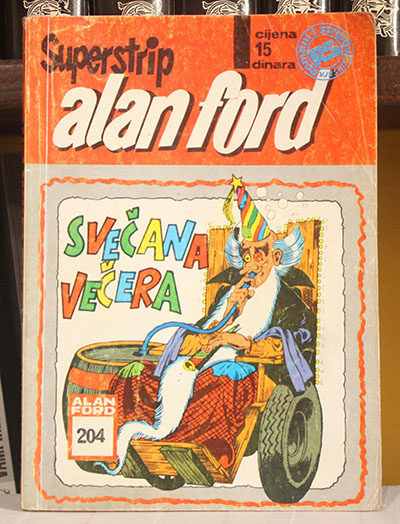 Superstrip
cijena
15
dinara
alan ford
SVEČANA
VEČERA
ALAN
FORD
204